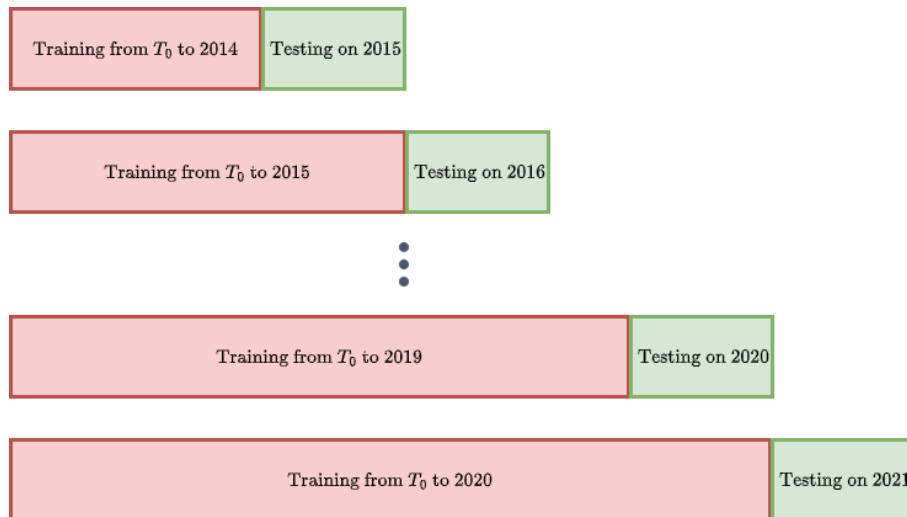 Training from T₀ to 2014 Testing on 2015
Training from T₀ to 2015 Testing on 2016
Training from T₀ to 2019 Testing on 2020
Training from T₀ to 2020 Testing on 2021